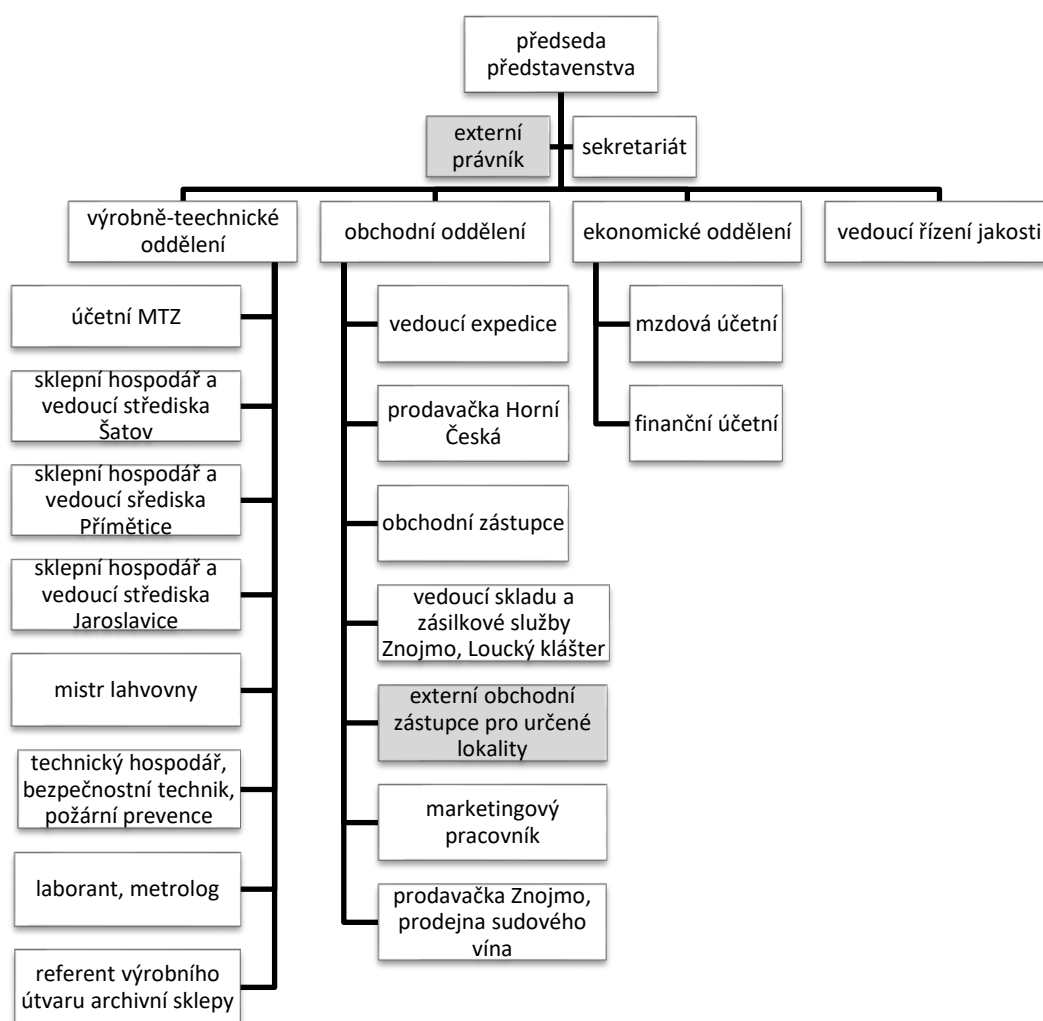 předseda
představenstva
externí
právník
sekretariát
výrobně-teechnické
oddělení
obchodní oddělení
ekonomické oddělení
vedoucí řízení jakosti
účetní MTZ
sklepní hospodář a
vedoucí střediska
Šatov
sklepní hospodář a
vedoucí sřediska
Přímětice
sklepní hospodář a
vedoucí střediska
Jaroslavice
mistr lahvovny
technický hospodář,
bezpečnostní technik,
požární prevence
laborant, metrolog
referent výrobního
útvaru archivní sklepy
vedoucí expedice
prodavačka Horní
Česká
obchodní zástupce
vedoucí skladu a
zásilkové služby
Znojmo, Loucký klášter
externí obchodní
zástupce pro určené
lokality
marketingový
pracovník
prodavačka Znojmo,
prodejna sudového
vína
mzdová účetní
finanční účetní